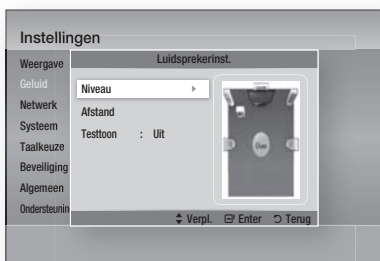 Instellingen
Luidsprekerinst.
Weergave
Geluid
Netwerk
Systeem
Taalkeuze
Beveiliging
Algemeen
Ondersteunin
Niveau
Afstand
Testtoon : Uit
Verpl. Enter Terug